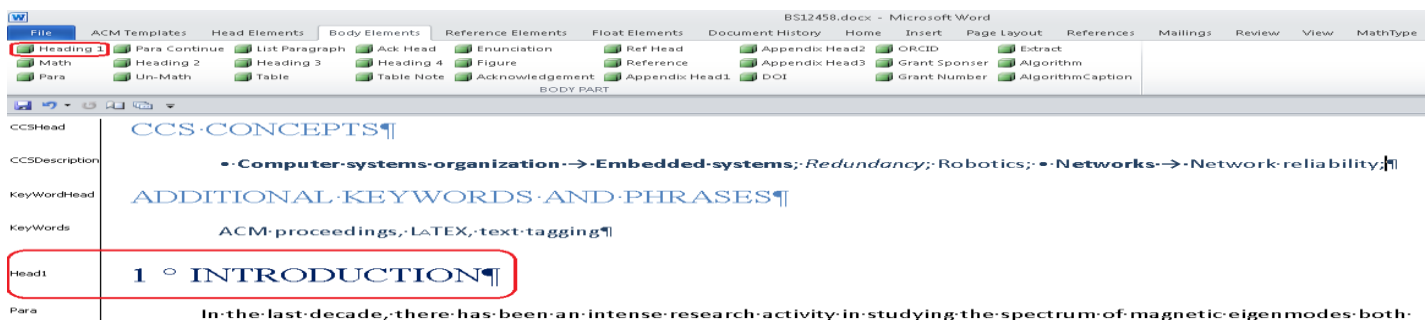 W BS12458.docx - Microsoft Word
File ACM Templates Head Elements Body Elements Reference Elements Float Elements Document History Home Insert Page Layout References Mailings Review View MathType
Heading 1 Para Continue List Paragraph Ack Head Enunciation Ref Head Appendix Head2 ORCID Extract
Math Heading 2 Heading 3 Heading 4 Figure Reference Appendix Head3 Grant Sponser Algorithm
Para Un-Math Table Table Note Acknowledgement Appendix Head1 DOI Grant Number AlgorithmCaption
BODY PART
CCSHead CCS·CONCEPTS¶
CCSDescription •·Computer·systems·organization·→·Embedded·systems;·Redundancy;·Robotics;·•·Networks·→·Network·reliability;¶
KeyWordHead ADDITIONAL·KEYWORDS·AND·PHRASES¶
KeyWords ACM·proceedings,·LATEX,·text·tagging¶
Head1 1 ° INTRODUCTION¶
Para In·the·last·decade,·there·has·been·an·intense·research·activity·in·studying·the·spectrum·of·magnetic·eigenmodes·both·